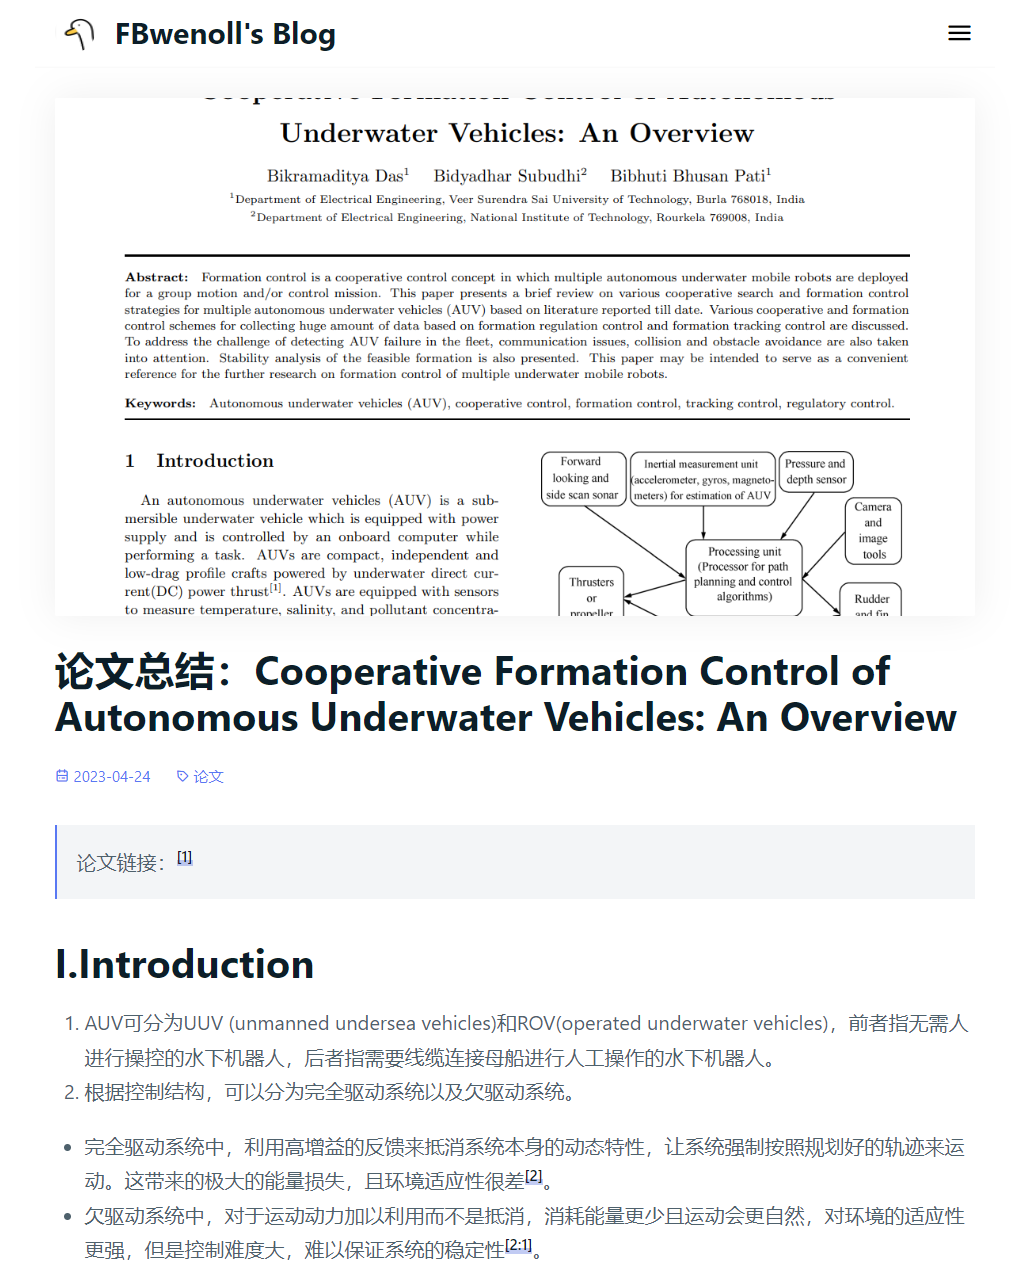 FBwenoll's Blog
Cooperative Formation Control of Autonomous
Underwater Vehicles: An Overview
Bikramaditya Das1 Bidyadhar Subudhi2 Bibhuti Bhusan Pati1
1Department of Electrical Engineering, Veer Surendra Sai University of Technology, Burla 768018, India
2Department of Electrical Engineering, National Institute of Technology, Rourkela 769008, India
Abstract: Formation control is a cooperative control concept in which multiple autonomous underwater mobile robots are deployed
for a group motion and/or control mission. This paper presents a brief review on various cooperative search and formation control
strategies for multiple autonomous underwater vehicles (AUV) based on literature reported till date. Various cooperative and formation
control schemes for collecting huge amount of data based on formation regulation control and formation tracking control are discussed.
To address the challenge of detecting AUV failure in the fleet, communication issues, collision and obstacle avoidance are also taken
into attention. Stability analysis of the feasible formation is also presented. This paper may be intended to serve as a convenient
reference for the further research on formation control of multiple underwater mobile robots.
Keywords: Autonomous underwater vehicles (AUV), cooperative control, formation control, tracking control, regulatory control.
1 Introduction
An autonomous underwater vehicles (AUV) is a sub-
mersible underwater vehicle which is equipped with power
supply and is controlled by an onboard computer while
performing a task. AUVs are compact, independent and
low-drag profile crafts powered by underwater direct cur-
rent(DC) power thrust[1]. AUVs are equipped with sensors
to measure temperature, salinity, and pollutant concentra-
Forward
looking and
side scan sonar
Inertial measurement unit
(accelerometer, gyros, magneto-
meters) for estimation of AUV
Pressure and
depth sensor
Camera
and
image
tools
Processing unit
(Processor for path
planning and control
algorithms)
Thrusters
or
propeller
Rudder
and fin
论文总结：Cooperative Formation Control of
Autonomous Underwater Vehicles: An Overview
2023-04-24 论文
论文链接：[1]
I.Introduction
1. AUV可分为UUV (unmanned undersea vehicles)和ROV(operated underwater vehicles)，前者指无需人
进行操控的水下机器人，后者指需要线缆连接母船进行人工操作的水下机器人。
2. 根据控制结构，可以分为完全驱动系统以及欠驱动系统。
• 完全驱动系统中，利用高增益的反馈来抵消系统本身的动态特性，让系统强制按照规划好的轨迹来运
动。这带来的极大的能量损失，且环境适应性很差[2]。
• 欠驱动系统中，对于运动动力加以利用而不是抵消，消耗能量更少且运动会更自然，对环境的适应性
更强，但是控制难度大，难以保证系统的稳定性[2:1]。